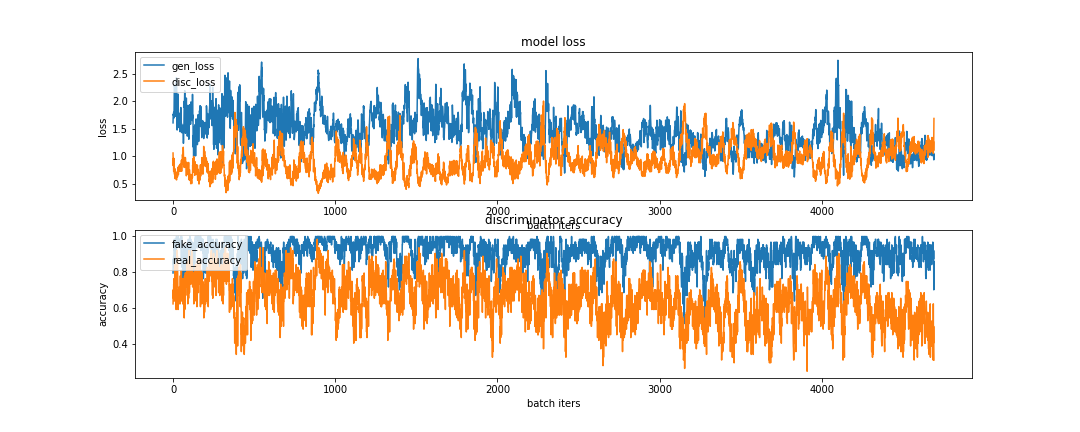 model loss
2.5
2.0
1.5
1.0
0.5
loss
gen_loss
disc_loss
0 1000 2000 3000 4000
batch iters
discriminator accuracy
1.0
0.8
0.6
0.4
accuracy
fake_accuracy
real_accuracy
0 1000 2000 3000 4000
batch iters